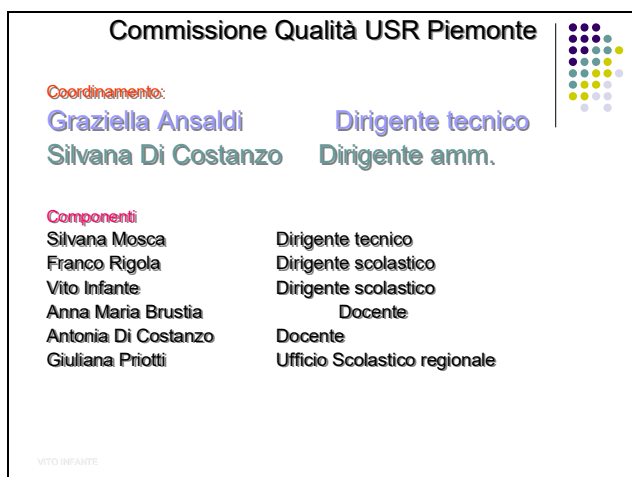 Commissione Qualità USR Piemonte
Coordinamento:
Graziella Ansaldi Dirigente tecnico
Silvana Di Costanzo Dirigente amm.
Componenti
Silvana Mosca Dirigente tecnico
Franco Rigola Dirigente scolastico
Vito Infante Dirigente scolastico
Anna Maria Brustia Docente
Antonia Di Costanzo Docente
Giuliana Priotti Ufficio Scolastico regionale
VITO INFANTE